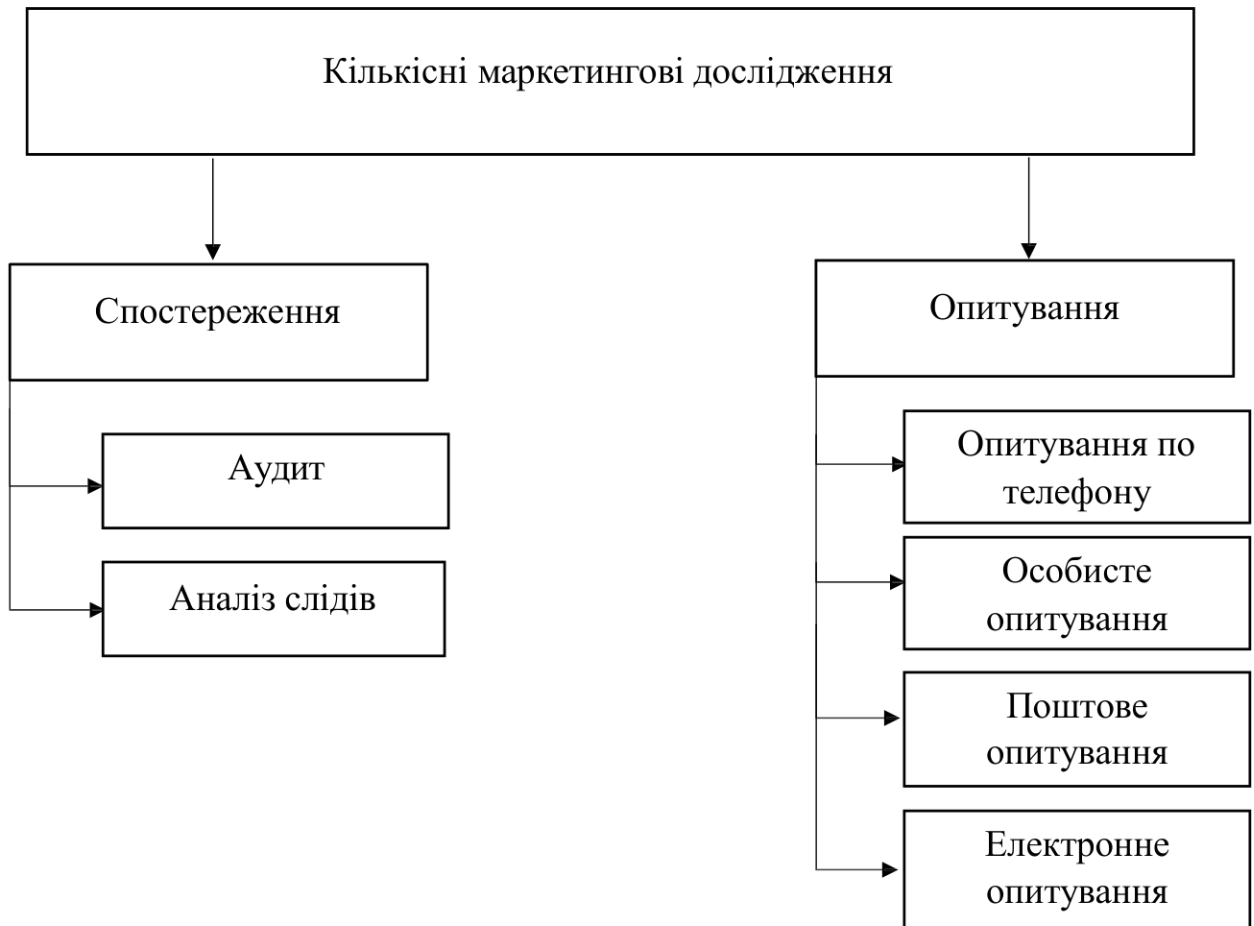 Кількісні маркетингові дослідження
Спостереження
Аудит
Аналіз слідів
Опитування
Опитування по
телефону
Особисте
опитування
Поштове
опитування
Електронне
опитування